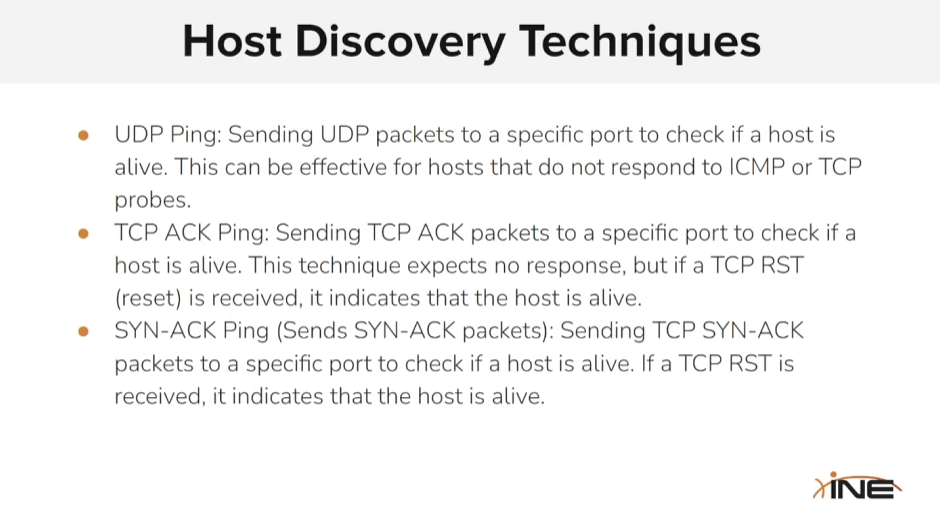 Host Discovery Techniques
● UDP Ping: Sending UDP packets to a specific port to check if a host is
alive. This can be effective for hosts that do not respond to ICMP or TCP
probes.
● TCP ACK Ping: Sending TCP ACK packets to a specific port to check if a
host is alive. This technique expects no response, but if a TCP RST
(reset) is received, it indicates that the host is alive.
● SYN-ACK Ping (Sends SYN-ACK packets): Sending TCP SYN-ACK
packets to a specific port to check if a host is alive. If a TCP RST is
received, it indicates that the host is alive.
INE